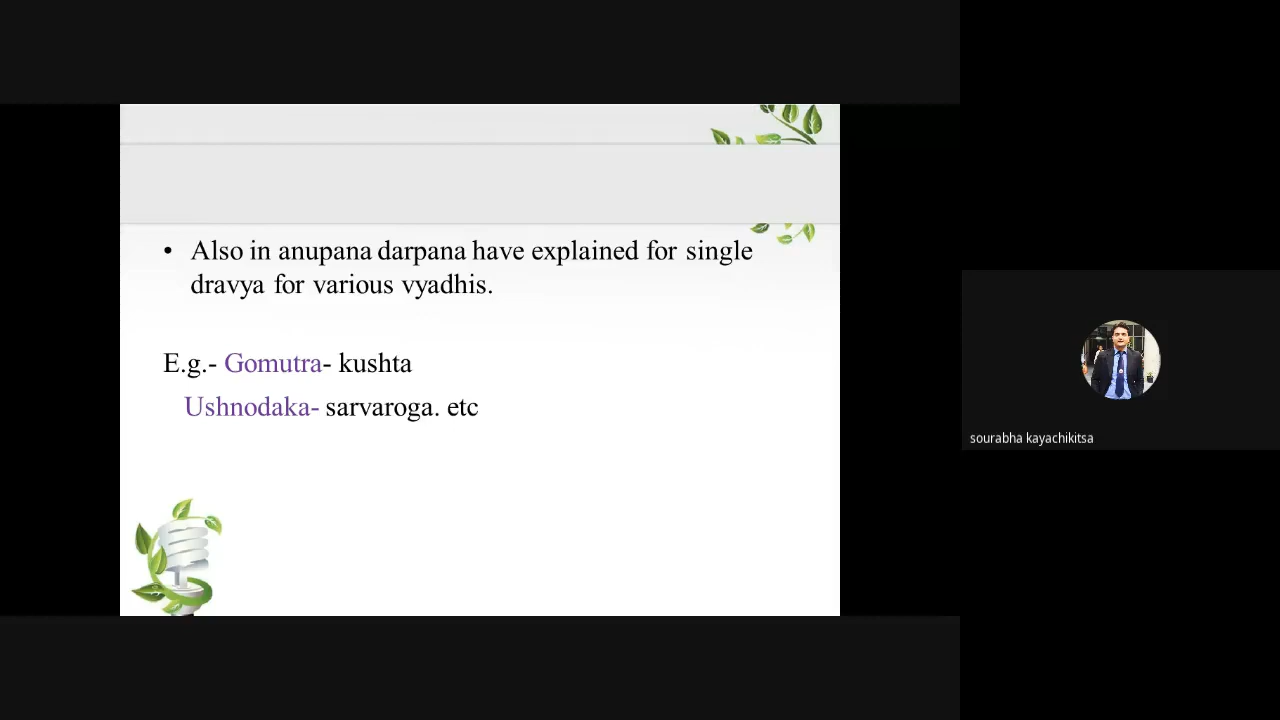 • Also in anupana darpana have explained for single
dravya for various vyadhis.
E.g.- Gomutra- kushta
Ushnodaka- sarvaroga. etc
sourabha kayachikitsa